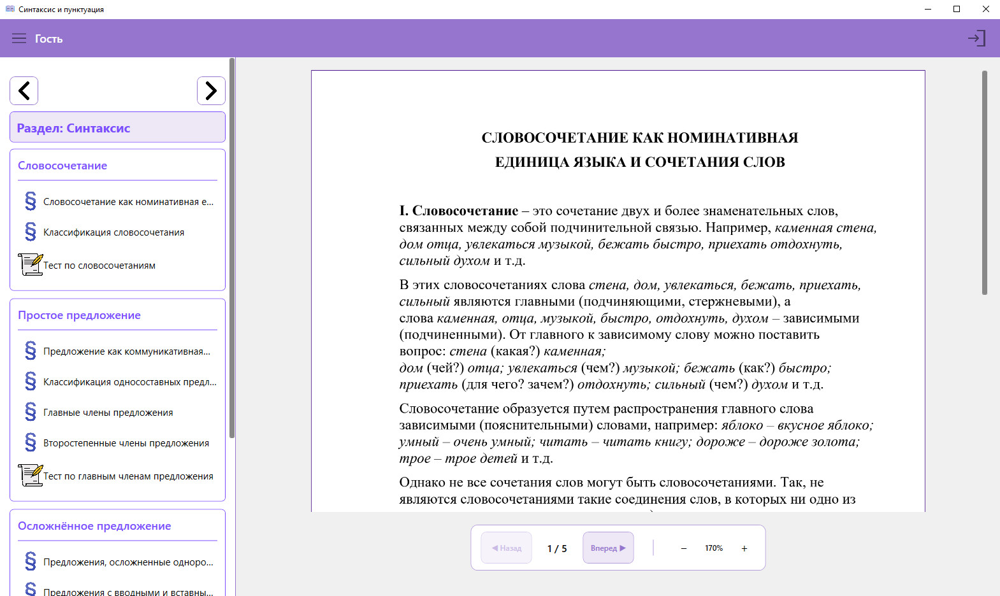 Синтаксис и пунктуация
Гость
Раздел: Синтаксис
Словосочетание
§ Словосочетание как номинативная е...
§ Классификация словосочетания
Тест по словосочетаниям
Простое предложение
§ Предложение как коммуникативная...
§ Классификация односоставных предл...
§ Главные члены предложения
§ Второстепенные члены предложения
Тест по главным членам предложения
Осложнённое предложение
§ Предложения, осложненные одноро...
§ Предложения с вводными и вставны...
СЛОВОСОЧЕТАНИЕ КАК НОМИНАТИВНАЯ
ЕДИНИЦА ЯЗЫКА И СОЧЕТАНИЯ СЛОВ
I. Словосочетание – это сочетание двух и более знаменательных слов,
связанных между собой подчинительной связью. Например, каменная стена,
дом отца, увлекаться музыкой, бежать быстро, приехать отдохнуть,
сильный духом и т.д.
В этих словосочетаниях слова стена, дом, увлекаться, бежать, приехать,
сильный являются главными (подчиняющими, стержневыми), а
слова каменная, отца, музыкой, быстро, отдохнуть, духом – зависимыми
(подчиненными). От главного к зависимому слову можно поставить
вопрос: стена (какая?) каменная;
дом (чей?) отца; увлекаться (чем?) музыкой; бежать (как?) быстро;
приехать (для чего? зачем?) отдохнуть; сильный (чем?) духом и т.д.
Словосочетание образуется путем распространения главного слова
зависимыми (пояснительными) словами, например: яблоко – вкусное яблоко;
умный – очень умный; читать – читать книгу; дороже – дороже золота;
трое – трое детей и т.д.
Однако не все сочетания слов могут быть словосочетаниями. Так, не
являются словосочетаниями такие соединения слов, в которых ни одно из
◀ Назад 1 / 5 Вперед ▶ − 170% +